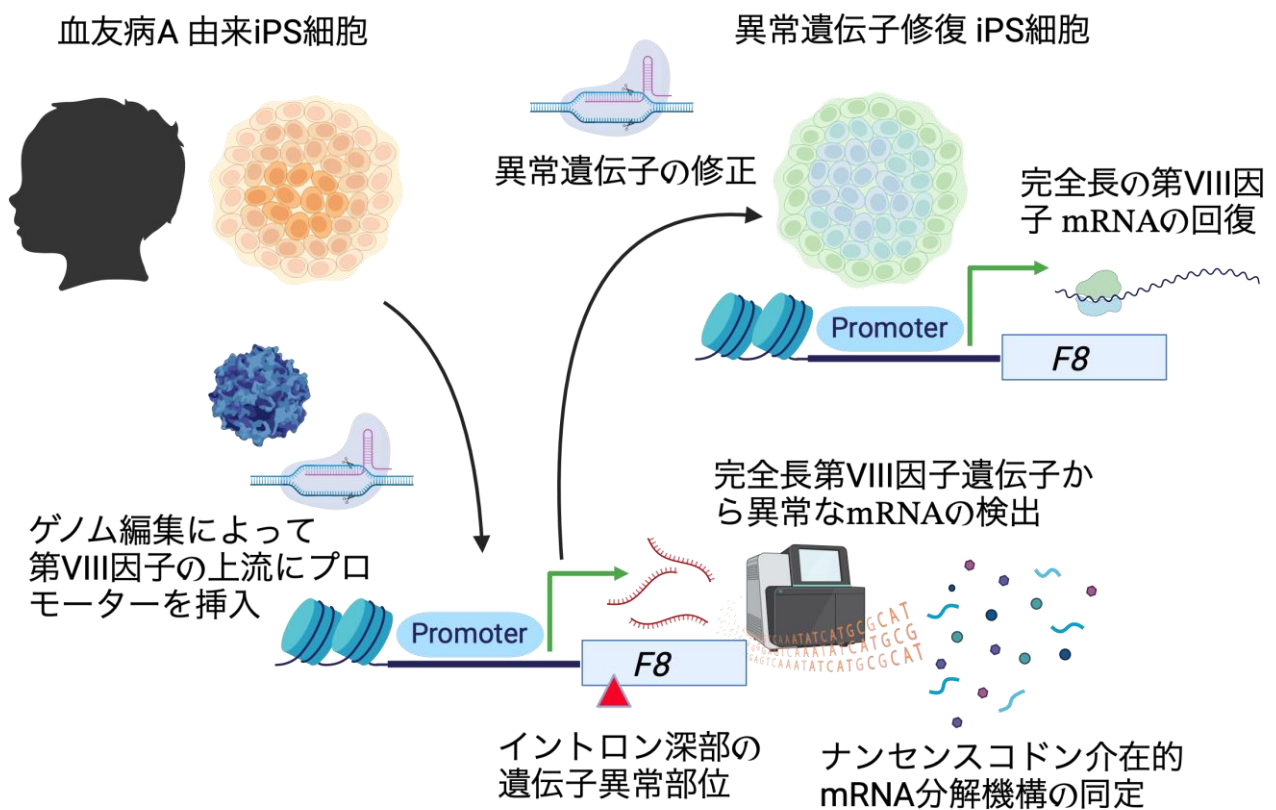 血友病A 由来iPS細胞
異常遺伝子修復 iPS細胞
異常遺伝子の修正
完全長の第VIII因
子 mRNAの回復
Promoter
F8
ゲノム編集によって
第VIII因子の上流にプロ
モーターを挿入
完全長第VIII因子遺伝子か
ら異常なmRNAの検出
Promoter
F8
イントロン深部の
遺伝子異常部位
ナンセンスコドン介在的
mRNA分解機構の同定